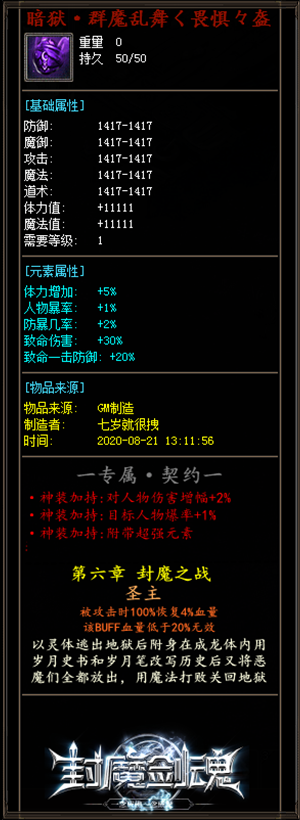 暗狱·群魔乱舞く畏惧々盔
重量 0
持久 50/50
[基础属性]
防御: 1417-1417
魔御: 1417-1417
攻击: 1417-1417
魔法: 1417-1417
道术: 1417-1417
体力值: +11111
魔法值: +11111
需要等级: 1
[元素属性]
体力增加: +5%
人物暴率: +1%
防暴几率: +2%
致命伤害: +30%
致命一击防御: +20%
[物品来源]
物品来源: GM制造
制造者: 七岁就很拽
时间: 2020-08-21 13:11:56
一专属·契约一
·神装加持:对人物伤害增幅+2%
·神装加持:目标人物爆率+1%
·神装加持:附带超强元素
:
第六章 封魔之战
圣主
被攻击时100%恢复4%血量
该BUFF血量低于20%无效
以灵体逃出地狱后附身在成龙体内用
岁月史书和岁月笔改写历史后又将恶
魔们全都放出，用魔法打败关回地狱
封魔剑魂